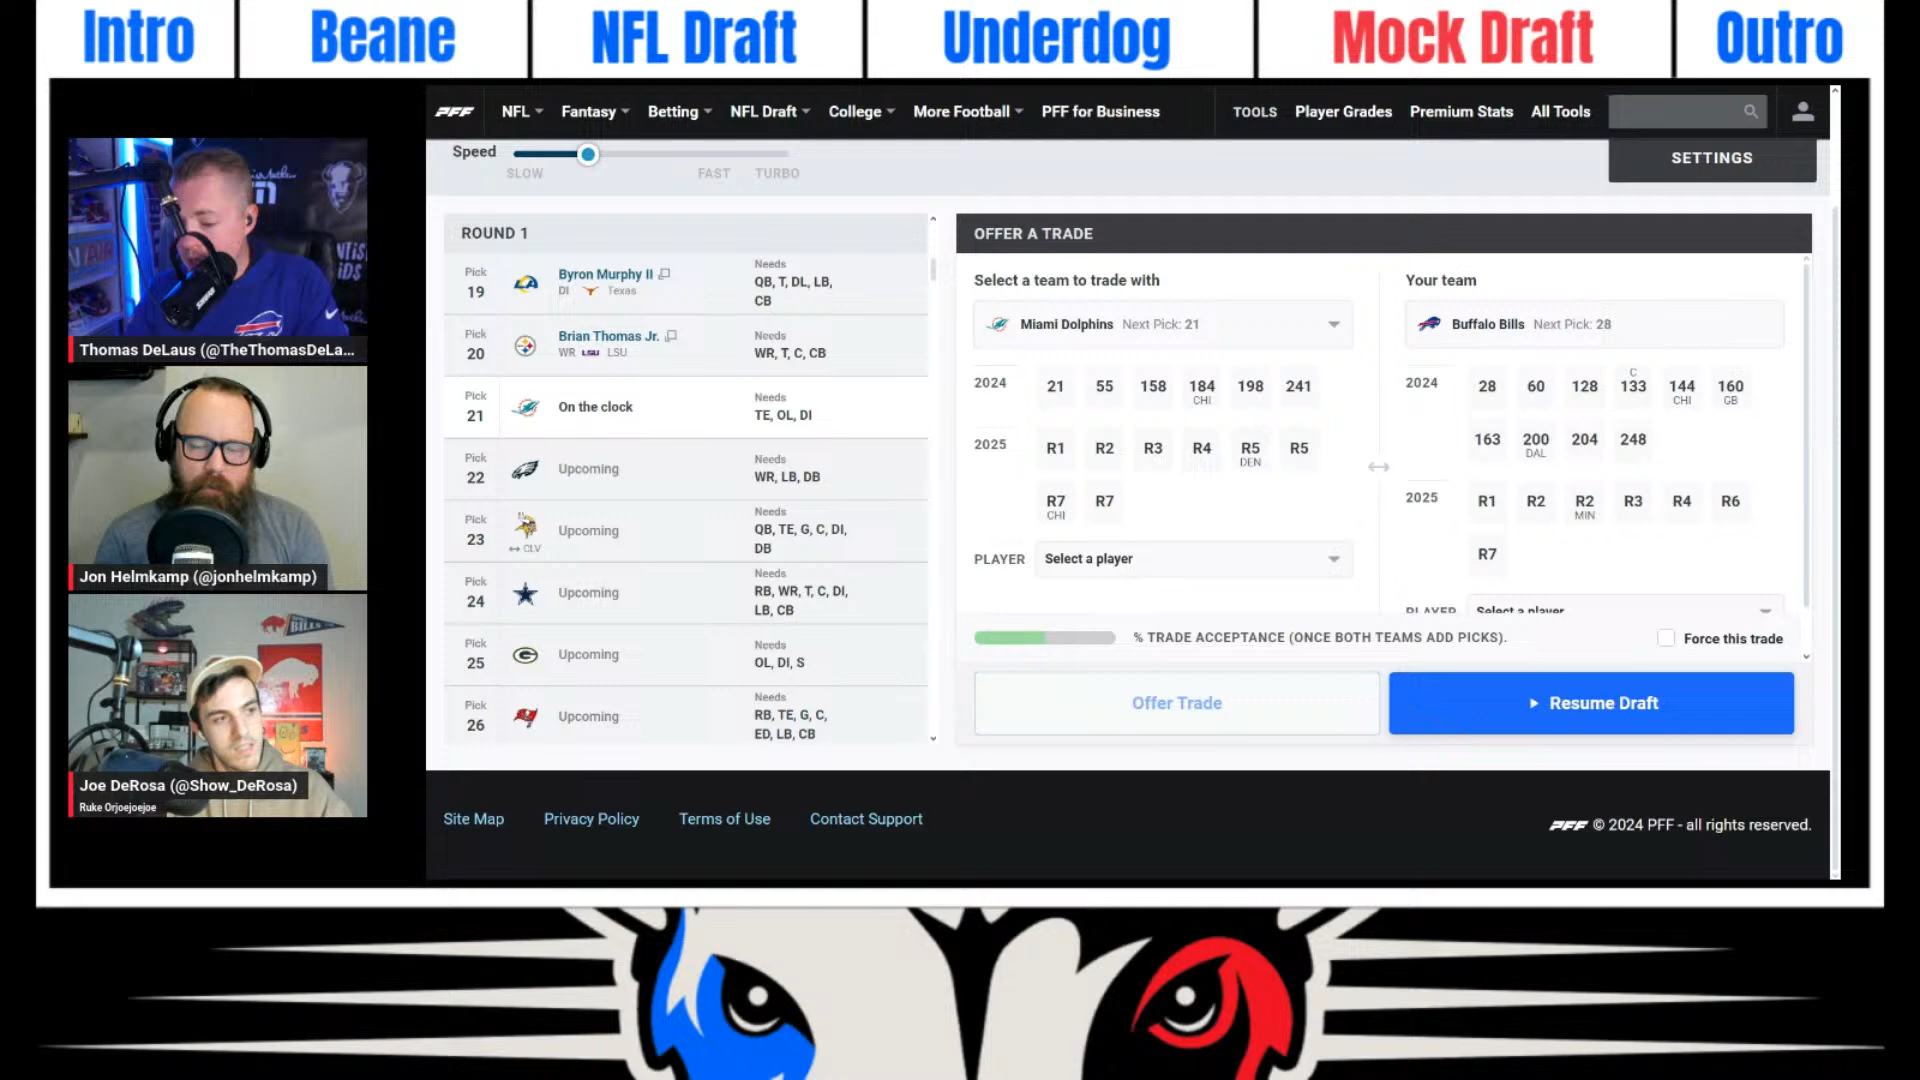 Intro
Beane
NFL Draft
Underdog
Mock Draft
Outro
PFF
NFL
Fantasy
Betting
NFL Draft
College
More Football
PFF for Business
TOOLS
Player Grades
Premium Stats
All Tools
Speed
SLOW
FAST
TURBO
SETTINGS
ROUND 1
Pick
19
Byron Murphy II
DI Texas
Needs
QB, T, DL, LB,
CB
Pick
20
Brian Thomas Jr.
WR LSU LSU
Needs
WR, T, C, CB
Pick
21
On the clock
Needs
TE, OL, DI
Pick
22
Upcoming
Needs
WR, LB, DB
Pick
23
CLV
Upcoming
Needs
QB, TE, G, C, DI,
DB
Pick
24
Upcoming
Needs
RB, WR, T, C, DI,
LB, CB
Pick
25
Upcoming
Needs
OL, DI, S
Pick
26
Upcoming
Needs
RB, TE, G, C,
ED, LB, CB
OFFER A TRADE
Select a team to trade with
Miami Dolphins Next Pick: 21
2024
21 55 158 184 198 241
CHI
2025
R1 R2 R3 R4 R5 R5
DEN
R7 R7
CHI
PLAYER Select a player
Your team
Buffalo Bills Next Pick: 28
C
2024 28 60 128 133 144 160
CHI GB
163 200 204 248
DAL
2025 R1 R2 R2 R3 R4 R6
MIN
R7
PLAYER Select a player
% TRADE ACCEPTANCE (ONCE BOTH TEAMS ADD PICKS).
Force this trade
Offer Trade
Resume Draft
Site Map
Privacy Policy
Terms of Use
Contact Support
PFF © 2024 PFF - all rights reserved.
Thomas DeLaus (@TheThomasDeLa...
Jon Helmkamp (@jonhelmkamp)
BILLS
Joe DeRosa (@Show_DeRosa)
Ruke Orjoejoejoe